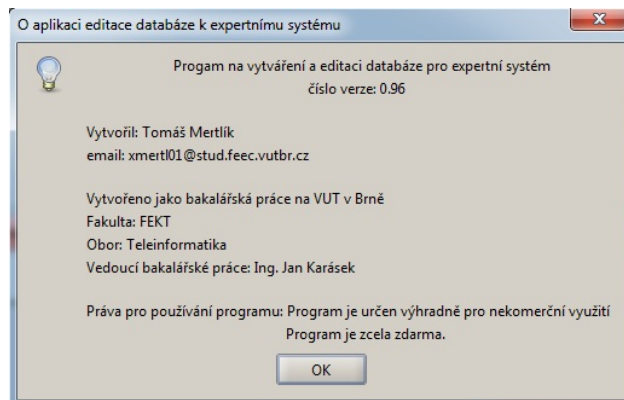 O aplikaci editace databáze k expertnímu systému
Progam na vytváření a editaci databáze pro expertní systém
číslo verze: 0.96
Vytvořil: Tomáš Mertlík
email: xmertl01@stud.feec.vutbr.cz
Vytvořeno jako bakalářská práce na VUT v Brně
Fakulta: FEKT
Obor: Teleinformatika
Vedoucí bakalářské práce: Ing. Jan Karásek
Práva pro používání programu: Program je určen výhradně pro nekomerční využití
Program je zcela zdarma.
OK